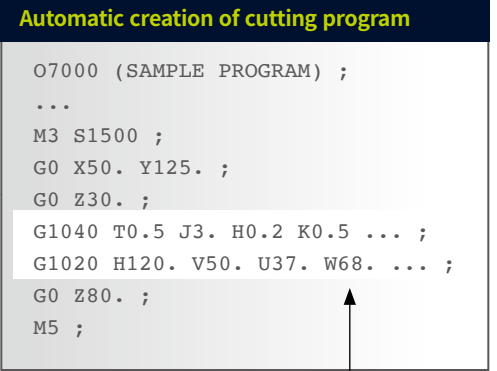 Automatic creation of cutting program
O7000 (SAMPLE PROGRAM) ;
...
M3 S1500 ;
G0 X50. Y125. ;
G0 Z30. ;
G1040 T0.5 J3. H0.2 K0.5 ... ;
G1020 H120. V50. U37. W68. ... ;
G0 Z80. ;
M5 ;